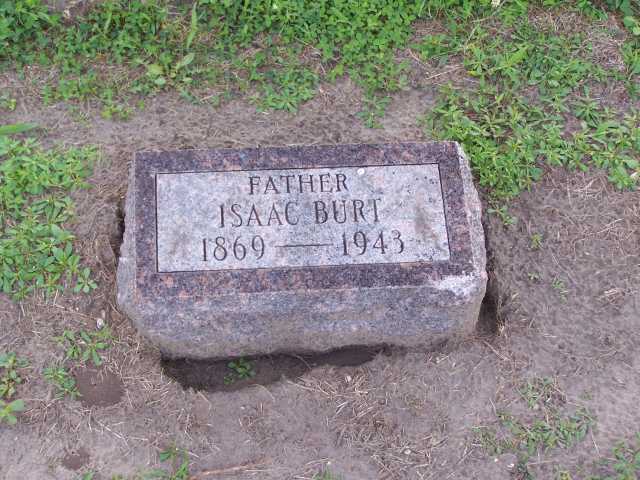 FATHER
ISAAC BURT
1869 — 1943